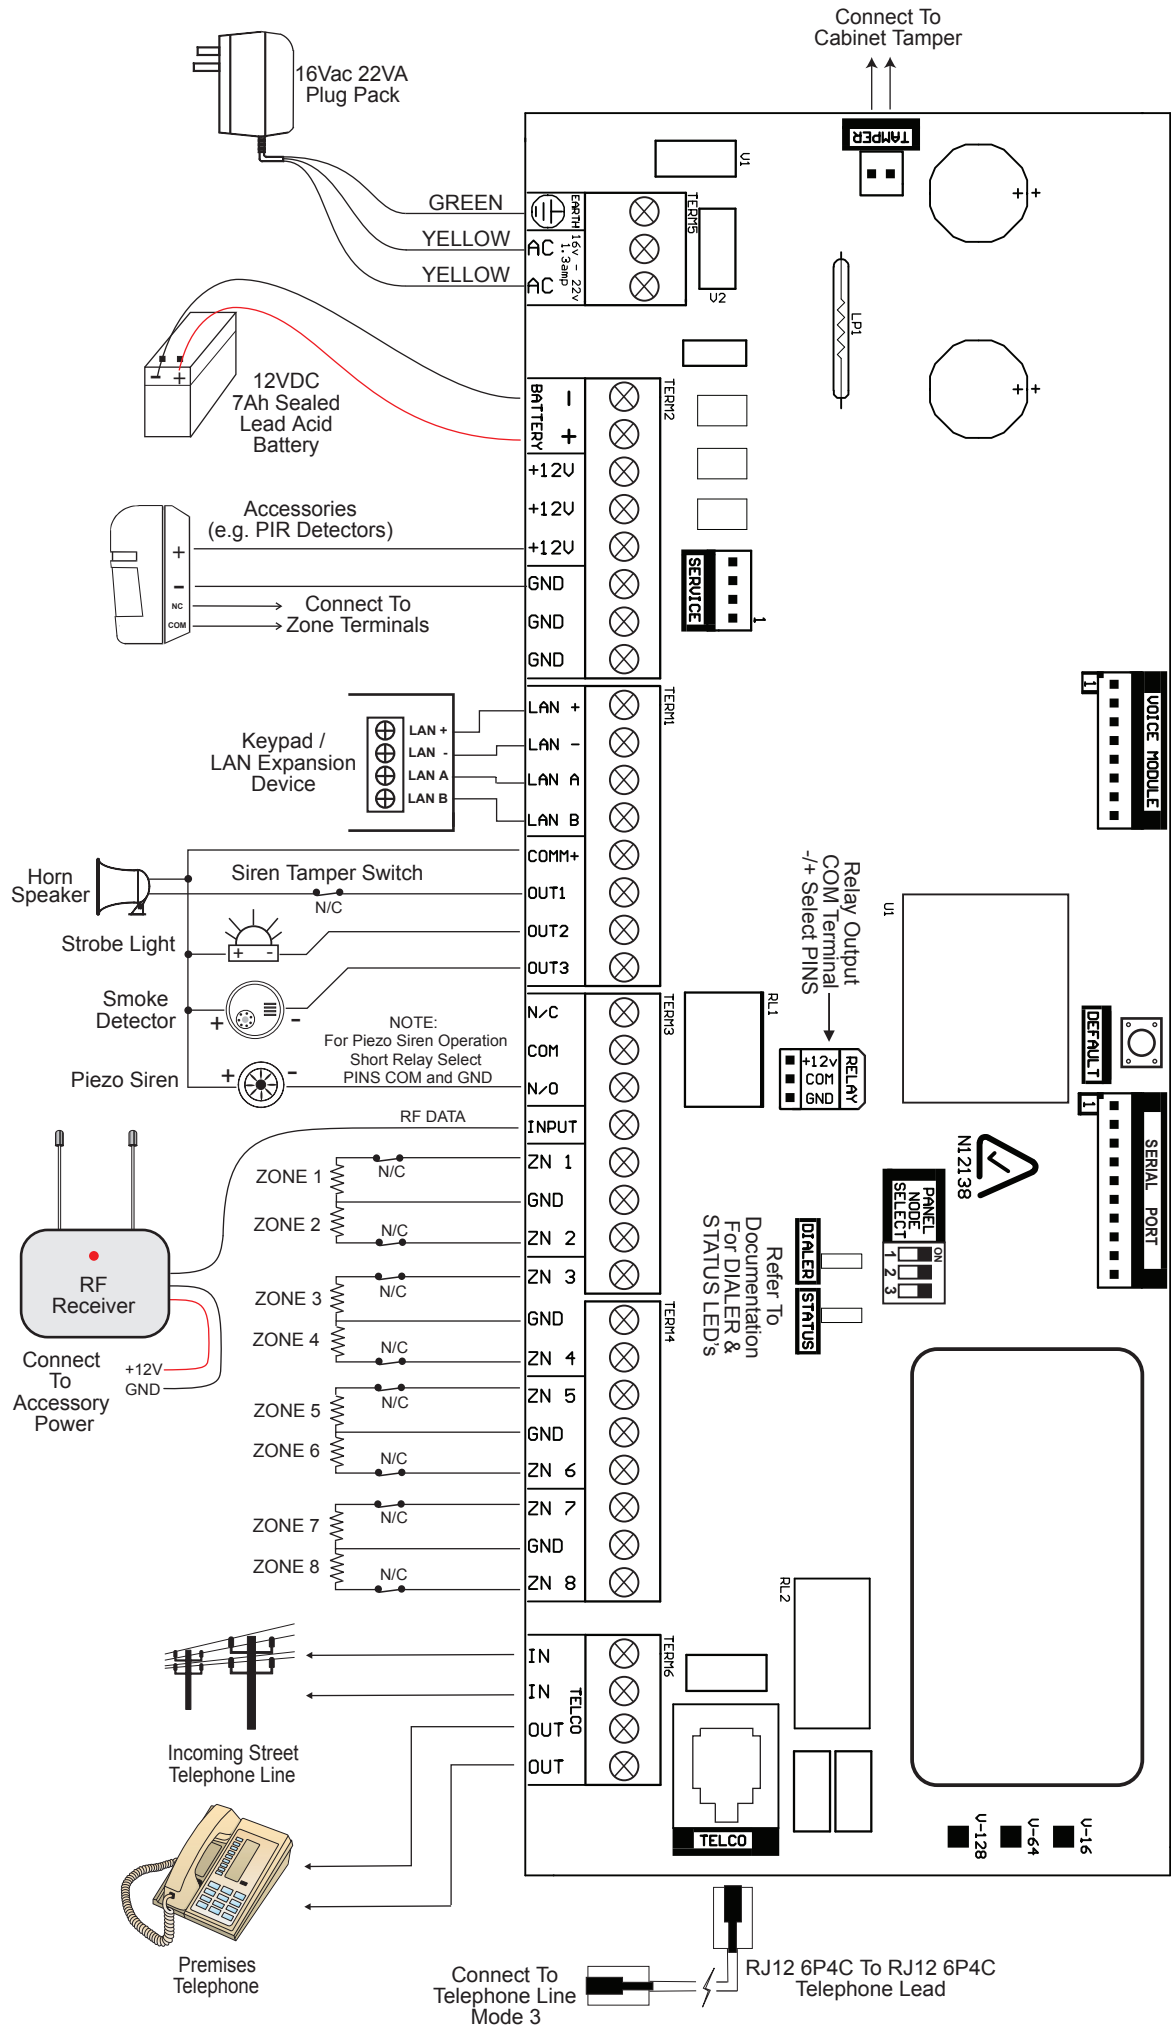 Connect To
Cabinet Tamper
16Vac 22VA
Plug Pack
TAMPER
V1
GREEN
YELLOW
YELLOW
EARTH
AC
AC
16v - 22v
1.3amp
TERM5
V2
LP1
+ +
+ +
- +
12VDC
7Ah Sealed
Lead Acid
Battery
BATTERY
-
+
+12V
+12V
+12V
GND
GND
GND
TERM2
Accessories
(e.g. PIR Detectors)
+
-
NC
COM
Connect To
Zone Terminals
SERVICE
1
1
VOICE MODULE
Keypad /
LAN Expansion
Device
LAN +
LAN -
LAN A
LAN B
LAN +
LAN -
LAN A
LAN B
COMM+
OUT1
OUT2
OUT3
TERM1
Horn
Speaker
Siren Tamper Switch
N/C
Strobe Light
+ -
Smoke
Detector
+ -
Piezo Siren
+ -
NOTE:
For Piezo Siren Operation
Short Relay Select
PINS COM and GND
Relay Output
COM Terminal
-/+ Select PINS
U1
N/C
COM
N/O
INPUT
ZN 1
GND
ZN 2
ZN 3
TERM3
RL1
+12v
COM
GND
RELAY
DEFAULT
1
SERIAL PORT
N12138
RF DATA
RF
Receiver
Connect
To
Accessory
Power
+12V
GND
ZONE 1
N/C
ZONE 2
N/C
ZONE 3
N/C
ZONE 4
N/C
ZONE 5
N/C
ZONE 6
N/C
ZONE 7
N/C
ZONE 8
N/C
GND
ZN 4
ZN 5
GND
ZN 6
ZN 7
GND
ZN 8
TERM4
Refer To
Documentation
For DIALER &
STATUS LED's
DIALER
STATUS
PANEL
NODE
SELECT
ON
1
2
3
RL2
IN
IN
OUT
OUT
TELCO
TERM6
TELCO
Incoming Street
Telephone Line
Premises
Telephone
V-128
V-64
V-16
Connect To
Telephone Line
Mode 3
RJ12 6P4C To RJ12 6P4C
Telephone Lead